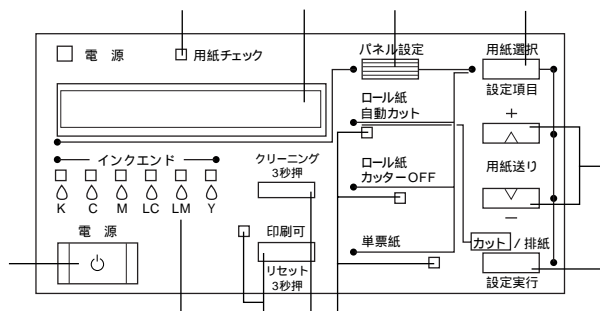 電 源
用紙チェック
パネル設定
用紙選択
設定項目
ロール紙
自動カット
+
インクエンド
K C M LC LM Y
クリーニング
3秒押
ロール紙
カッターOFF
用紙送り
−
電 源
印刷可
リセット
3秒押
単票紙
カット / 排紙
設定実行